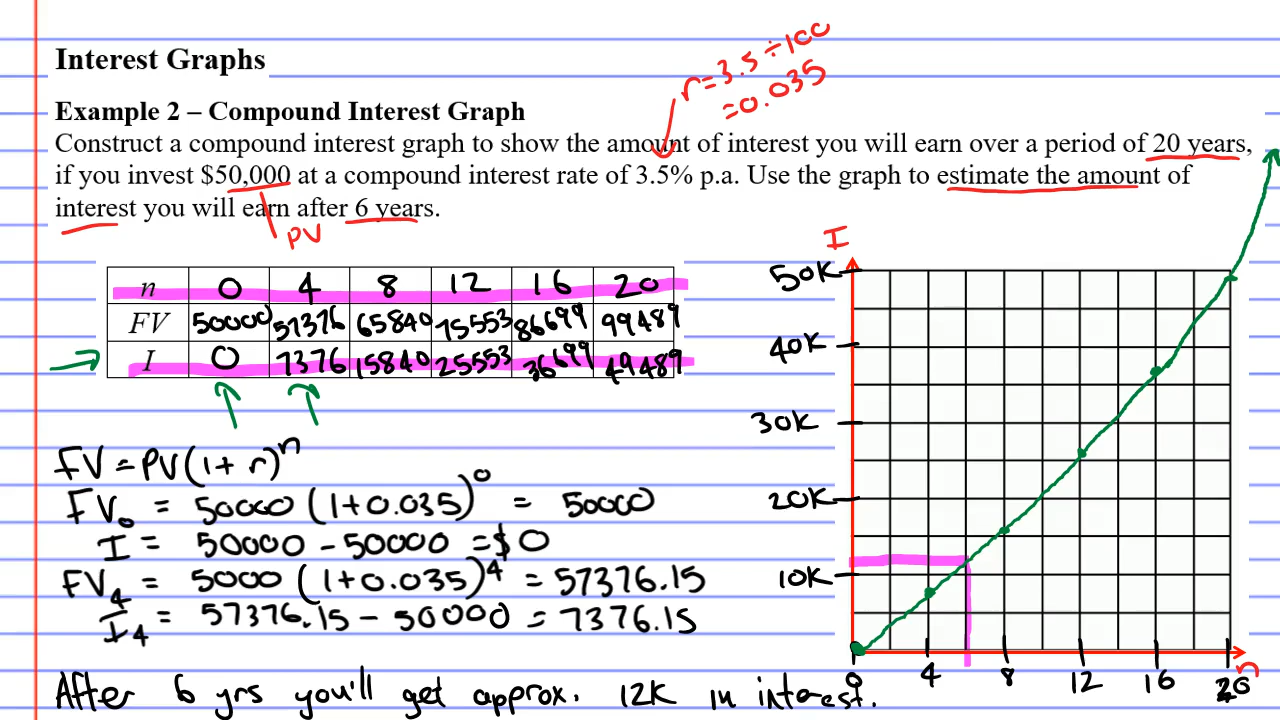 Interest Graphs
r=3.5÷100
=0.035
Example 2 – Compound Interest Graph
Construct a compound interest graph to show the amount of interest you will earn over a period of 20 years,
if you invest $50,000 at a compound interest rate of 3.5% p.a. Use the graph to estimate the amount of
interest you will earn after 6 years.
PV
n 0 4 8 12 16 20
FV 50000 57376 65840 75553 86699 99489
I 0 7376 15840 25553 36699 49489
FV = PV(1+r)^n
FV₀ = 50000 (1+0.035)^0 = 50000
I = 50000 - 50000 = $0
FV₄ = 5000 (1+0.035)^4 = 57376.15
I₄ = 57376.15 - 50000 = 7376.15
After 6 yrs you'll get approx. 12K in interest.
I
50K
40K
30K
20K
10K
0 4 8 12 16 20
n